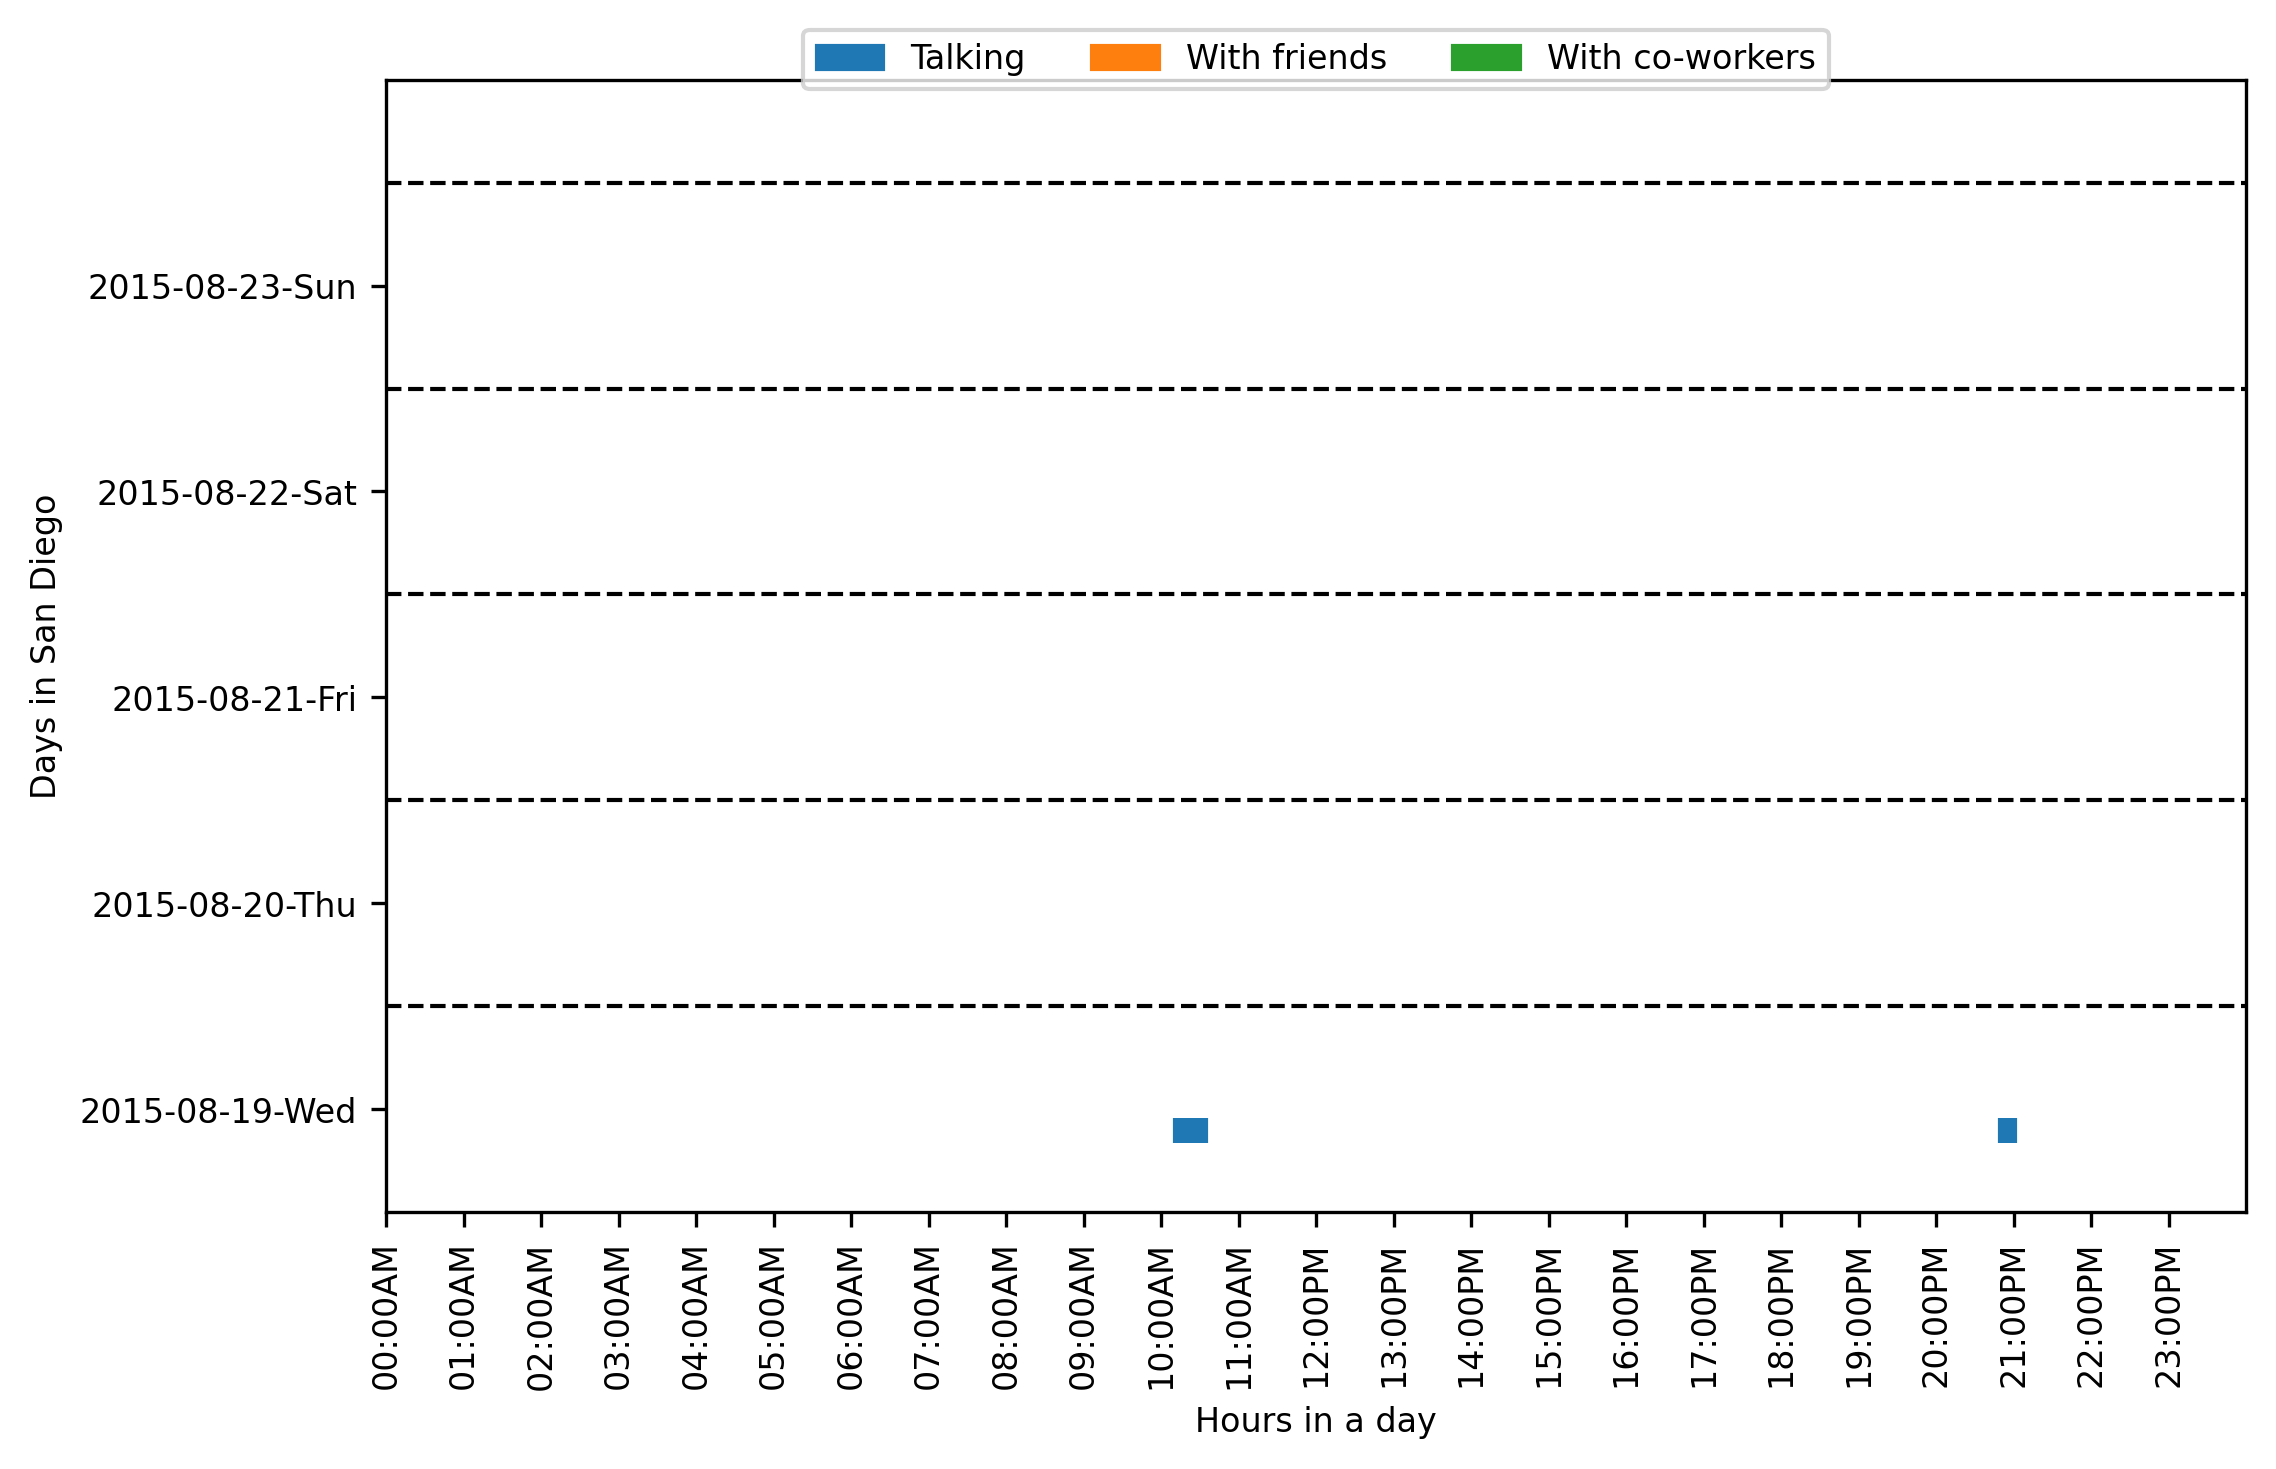 Talking With friends With co-workers
2015-08-23-Sun
2015-08-22-Sat
2015-08-21-Fri
2015-08-20-Thu
2015-08-19-Wed
Days in San Diego
00:00AM
01:00AM
02:00AM
03:00AM
04:00AM
05:00AM
06:00AM
07:00AM
08:00AM
09:00AM
10:00AM
11:00AM
12:00PM
13:00PM
14:00PM
15:00PM
16:00PM
17:00PM
18:00PM
19:00PM
20:00PM
21:00PM
22:00PM
23:00PM
Hours in a day